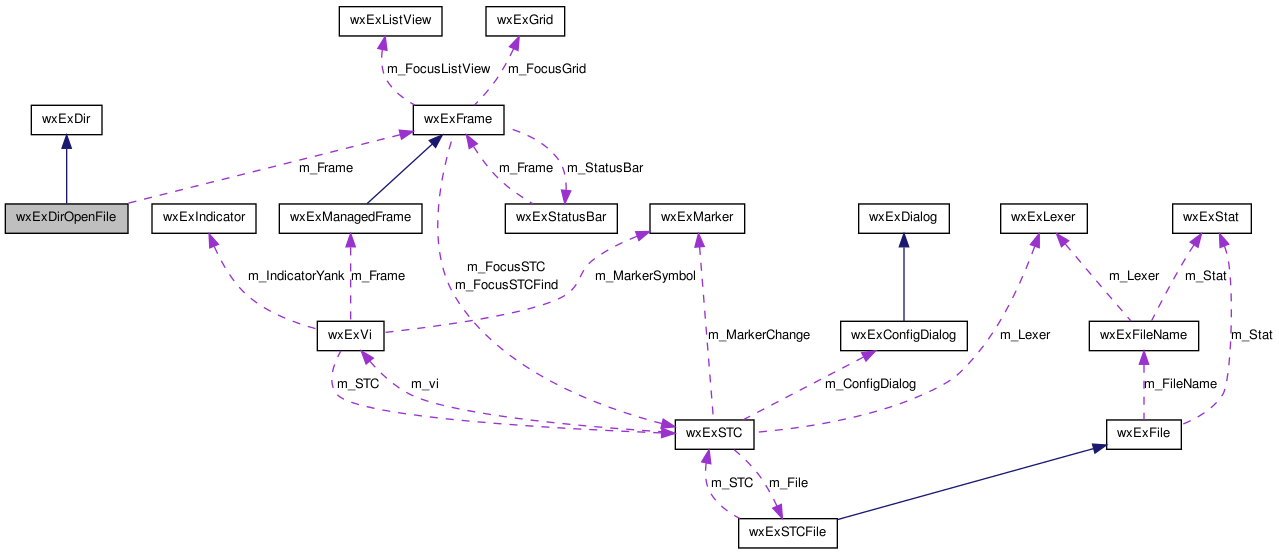 wxExListView
wxExGrid
m_FocusListView
m_FocusGrid
wxExDir
wxExFrame
m_Frame
m_Frame
m_StatusBar
wxExDirOpenFile
wxExIndicator
wxExManagedFrame
wxExStatusBar
wxExMarker
wxExDialog
wxExLexer
wxExStat
m_IndicatorYank
m_Frame
m_FocusSTC
m_FocusSTCFind
m_MarkerSymbol
m_Lexer
m_Stat
wxExVi
m_MarkerChange
wxExConfigDialog
m_Lexer
wxExFileName
m_Stat
m_STC
m_vi
m_ConfigDialog
m_FileName
wxExSTC
wxExFile
m_STC
m_File
wxExSTCFile